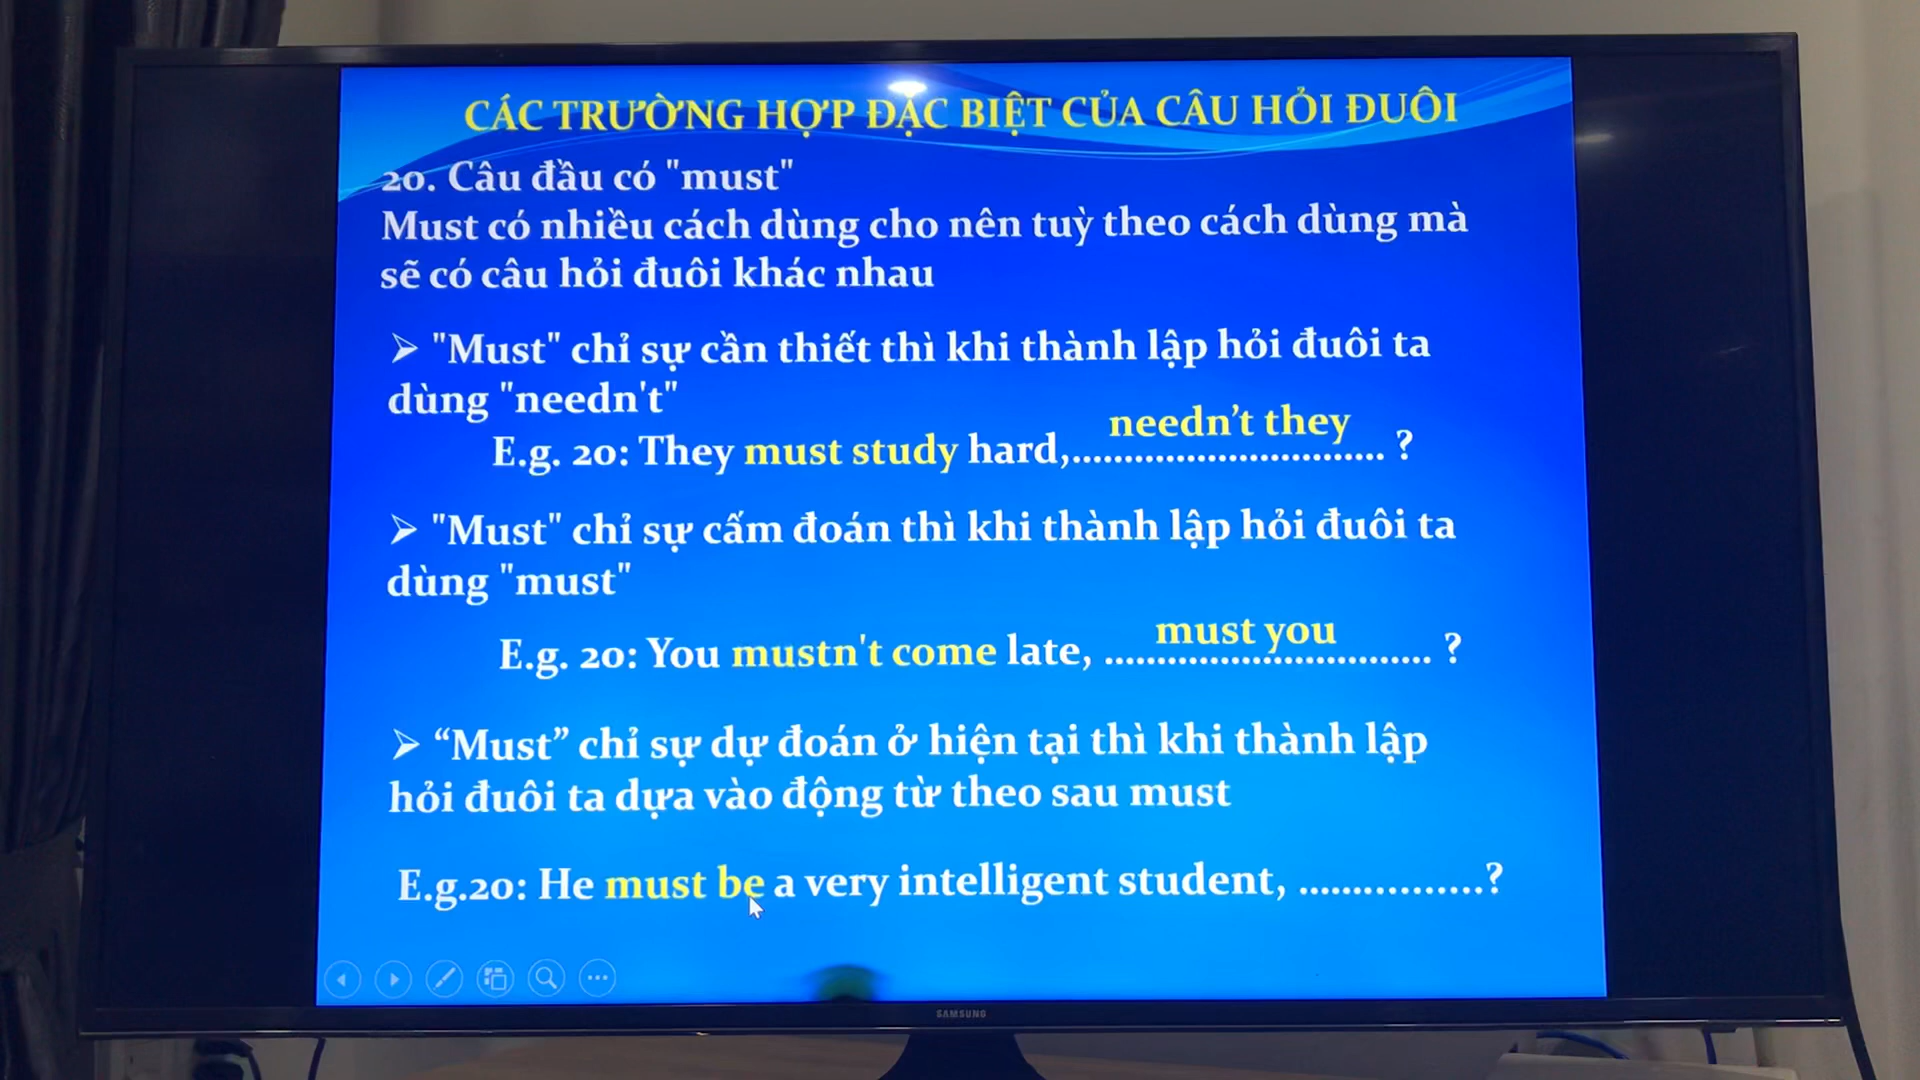 CÁC TRƯỜNG HỢP ĐẶC BIỆT CỦA CÂU HỎI ĐUÔI
20. Câu đầu có "must"
Must có nhiều cách dùng cho nên tuỳ theo cách dùng mà
sẽ có câu hỏi đuôi khác nhau
➢ "Must" chỉ sự cần thiết thì khi thành lập hỏi đuôi ta
dùng "needn't"
needn’t they
E.g. 20: They must study hard,.............................. ?
➢ "Must" chỉ sự cấm đoán thì khi thành lập hỏi đuôi ta
dùng "must"
must you
E.g. 20: You mustn't come late, ............................... ?
➢ “Must” chỉ sự dự đoán ở hiện tại thì khi thành lập
hỏi đuôi ta dựa vào động từ theo sau must
E.g.20: He must be a very intelligent student, .................?
SAMSUNG